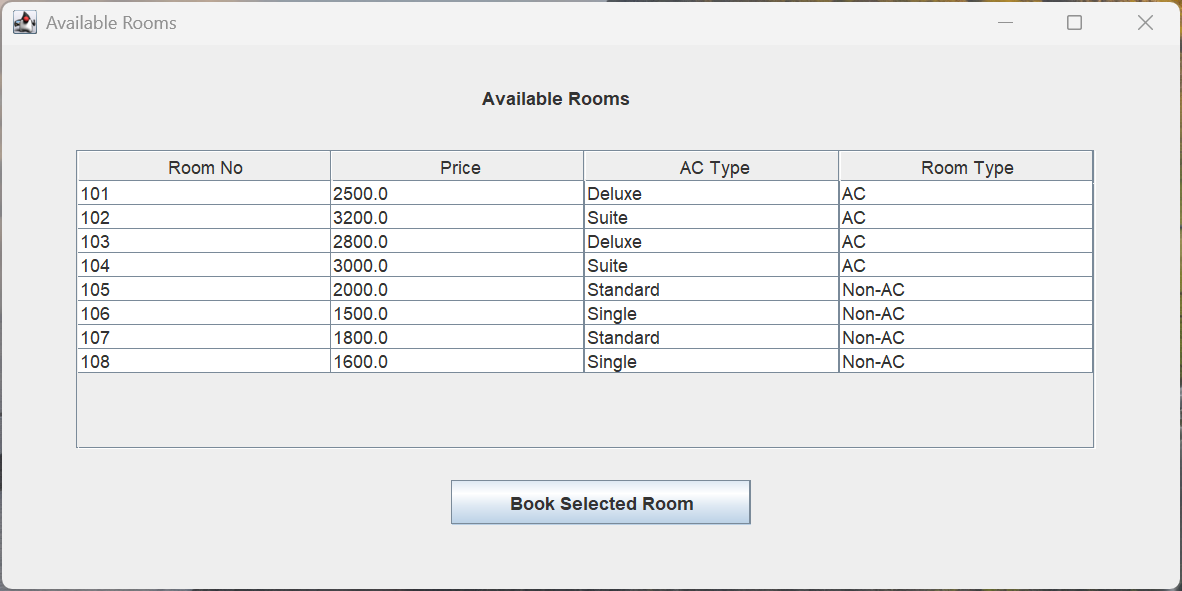 Available Rooms
Available Rooms
Room No Price AC Type Room Type
101 2500.0 Deluxe AC
102 3200.0 Suite AC
103 2800.0 Deluxe AC
104 3000.0 Suite AC
105 2000.0 Standard Non-AC
106 1500.0 Single Non-AC
107 1800.0 Standard Non-AC
108 1600.0 Single Non-AC
Book Selected Room